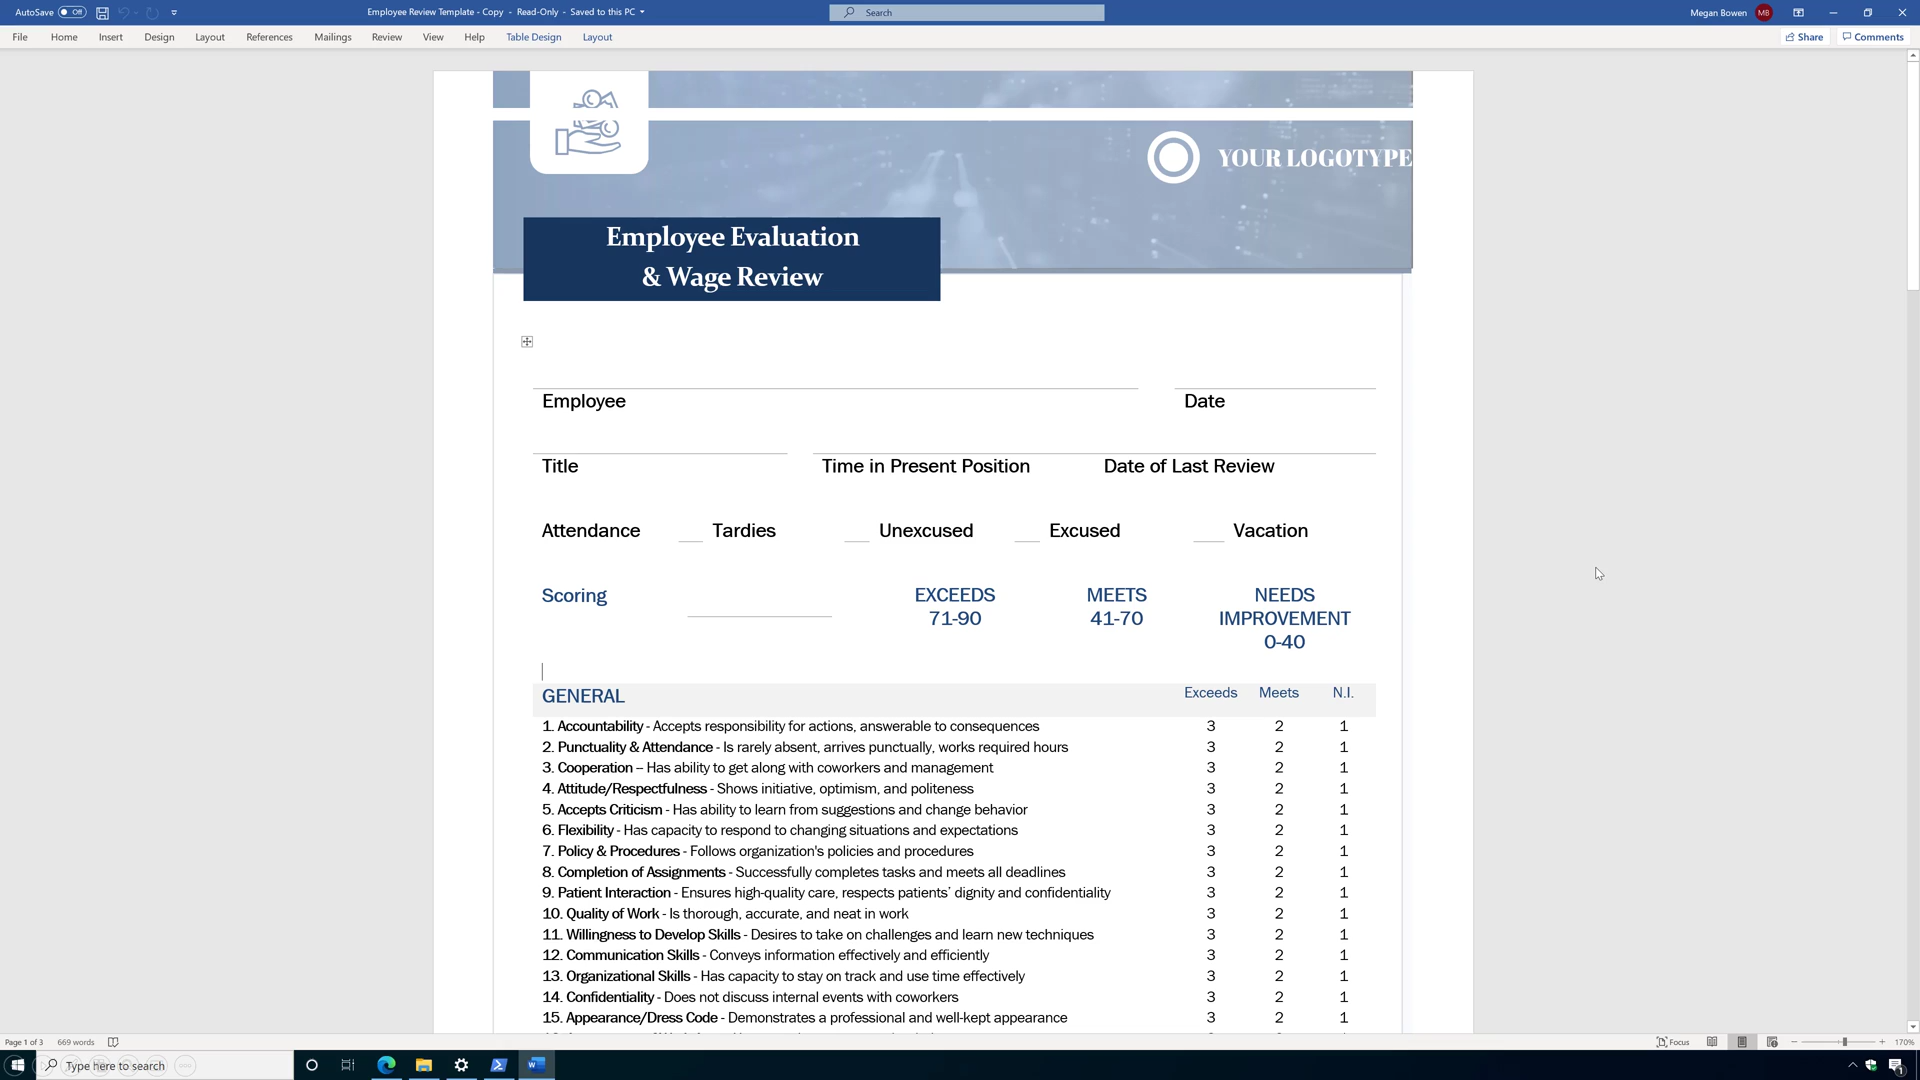 AutoSave Off Employee Review Template - Copy - Read-Only - Saved to this PC Search Megan Bowen MB
File Home Insert Design Layout References Mailings Review View Help Table Design Layout Share Comments
YOUR LOGOTYPE
Employee Evaluation
& Wage Review
Employee Date
Title Time in Present Position Date of Last Review
Attendance Tardies Unexcused Excused Vacation
Scoring EXCEEDS MEETS NEEDS
71-90 41-70 IMPROVEMENT
0-40
GENERAL Exceeds Meets N.I.
1. Accountability - Accepts responsibility for actions, answerable to consequences 3 2 1
2. Punctuality & Attendance - Is rarely absent, arrives punctually, works required hours 3 2 1
3. Cooperation – Has ability to get along with coworkers and management 3 2 1
4. Attitude/Respectfulness - Shows initiative, optimism, and politeness 3 2 1
5. Accepts Criticism - Has ability to learn from suggestions and change behavior 3 2 1
6. Flexibility - Has capacity to respond to changing situations and expectations 3 2 1
7. Policy & Procedures - Follows organization's policies and procedures 3 2 1
8. Completion of Assignments - Successfully completes tasks and meets all deadlines 3 2 1
9. Patient Interaction - Ensures high-quality care, respects patients’ dignity and confidentiality 3 2 1
10. Quality of Work - Is thorough, accurate, and neat in work 3 2 1
11. Willingness to Develop Skills - Desires to take on challenges and learn new techniques 3 2 1
12. Communication Skills - Conveys information effectively and efficiently 3 2 1
13. Organizational Skills - Has capacity to stay on track and use time effectively 3 2 1
14. Confidentiality - Does not discuss internal events with coworkers 3 2 1
15. Appearance/Dress Code - Demonstrates a professional and well-kept appearance 3 2 1
Page 1 of 3 669 words Focus 170%
Type here to search